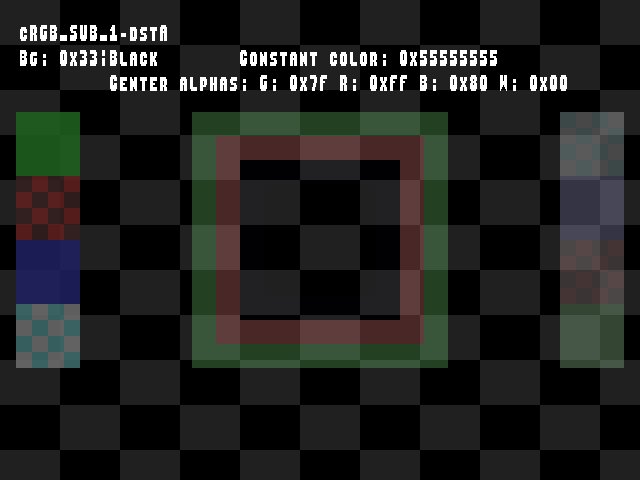 cRGB_SUB_1-dstA
Bg: 0x33|Black Constant color: 0x55555555
Center alphas: G: 0x7f R: 0xff B: 0x80 W: 0x00